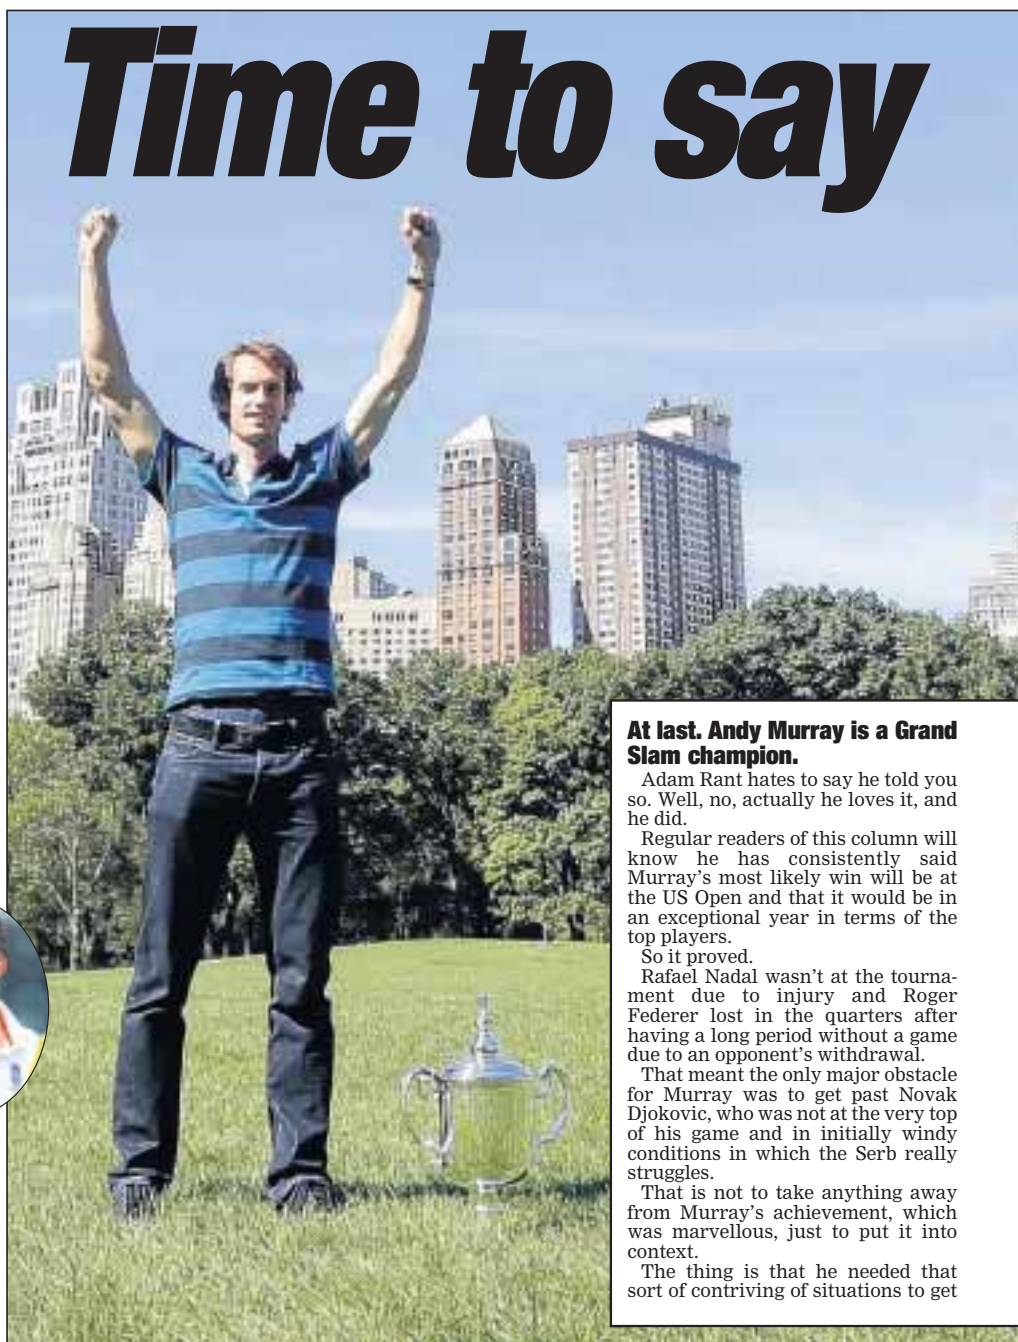 Time to say
At last. Andy Murray is a Grand
Slam champion.
Adam Rant hates to say he told you
so. Well, no, actually he loves it, and
he did.
Regular readers of this column will
know he has consistently said
Murray's most likely win will be at
the US Open and that it would be in
an exceptional year in terms of the
top players.
So it proved.
Rafael Nadal wasn't at the tourna-
ment due to injury and Roger
Federer lost in the quarters after
having a long period without a game
due to an opponent's withdrawal.
That meant the only major obstacle
for Murray was to get past Novak
Djokovic, who was not at the very top
of his game and in initially windy
conditions in which the Serb really
struggles.
That is not to take anything away
from Murray's achievement, which
was marvellous, just to put it into
context.
The thing is that he needed that
sort of contriving of situations to get